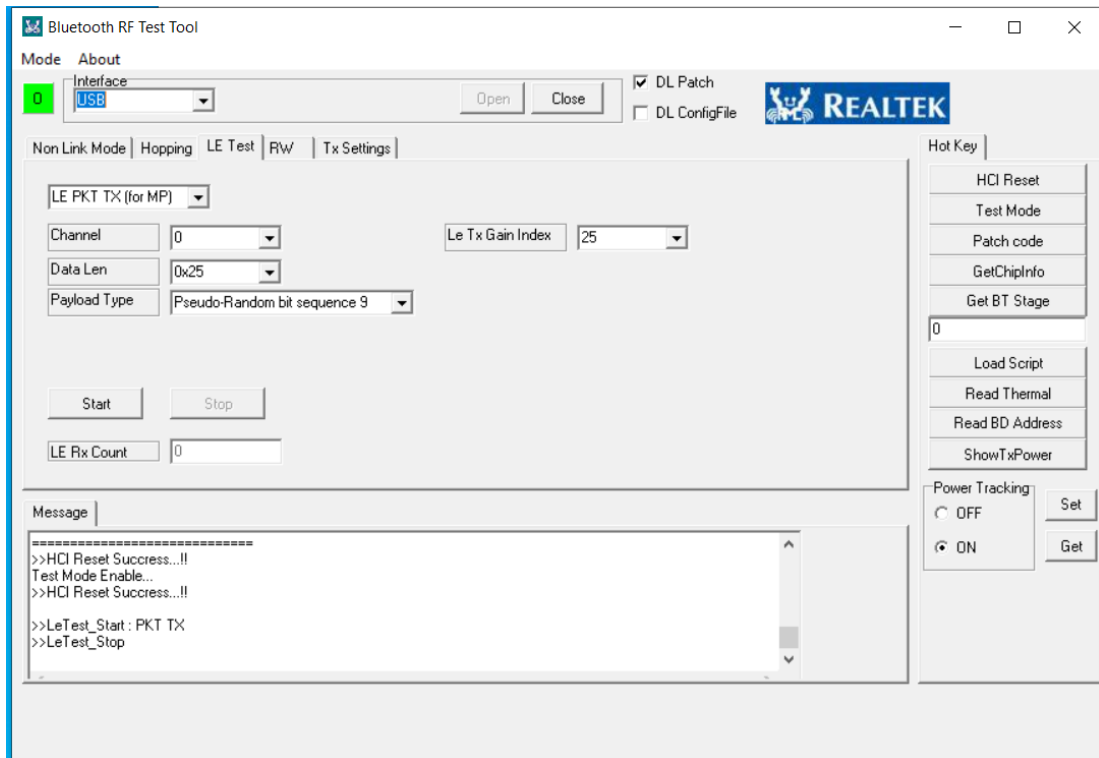 Bluetooth RF Test Tool
Mode About
0
Interface
USB
Open
Close
DL Patch
DL ConfigFile
REALTEK
Non Link Mode
Hopping
LE Test
RW
Tx Settings
LE PKT TX (for MP)
Channel
0
Le Tx Gain Index
25
Data Len
0x25
Payload Type
Pseudo-Random bit sequence 9
Start
Stop
LE Rx Count
0
Message
=============================
>>HCI Reset Succress...!!
Test Mode Enable...
>>HCI Reset Succress...!!
>>LeTest_Start : PKT TX
>>LeTest_Stop
Hot Key
HCI Reset
Test Mode
Patch code
GetChipInfo
Get BT Stage
0
Load Script
Read Thermal
Read BD Address
ShowTxPower
Power Tracking
OFF
ON
Set
Get